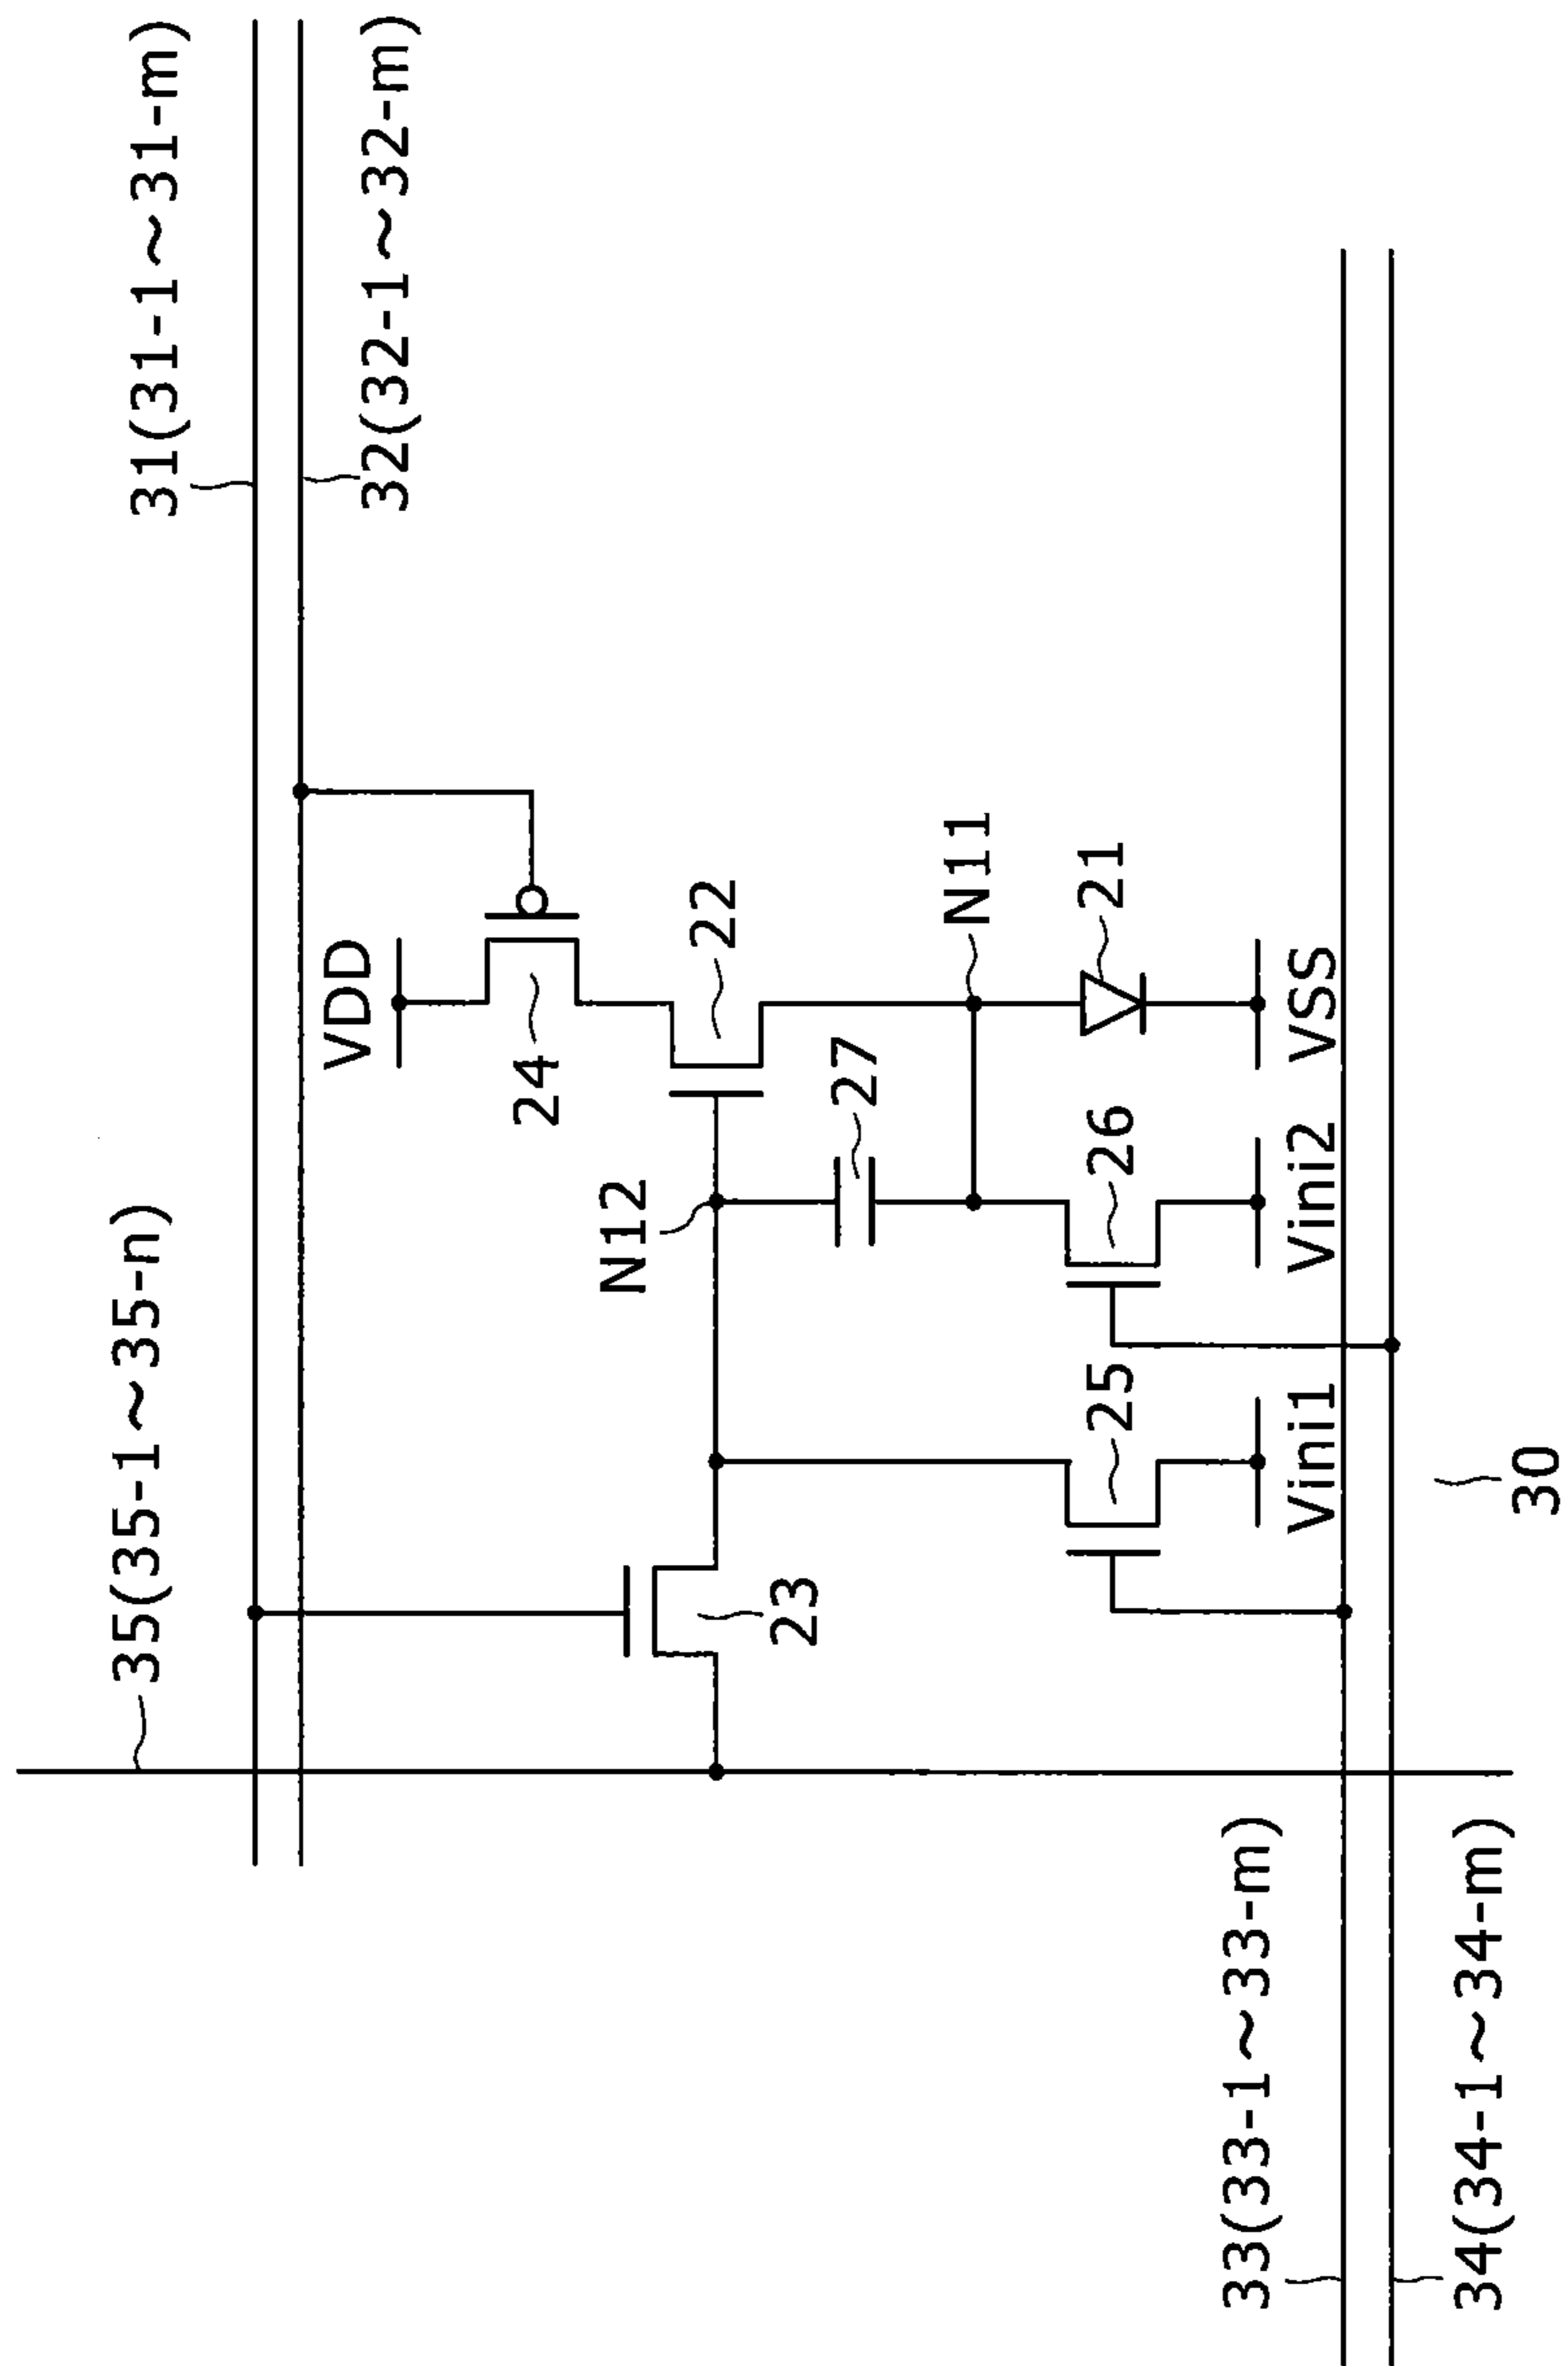 35(35-1~35-n)
31(31-1~31-m)
32(32-1~32-m)
VDD
24
22
N12
27
N11
23
25
26
21
Vini1
Vini2
VSS
33(33-1~33-m)
34(34-1~34-m)
30